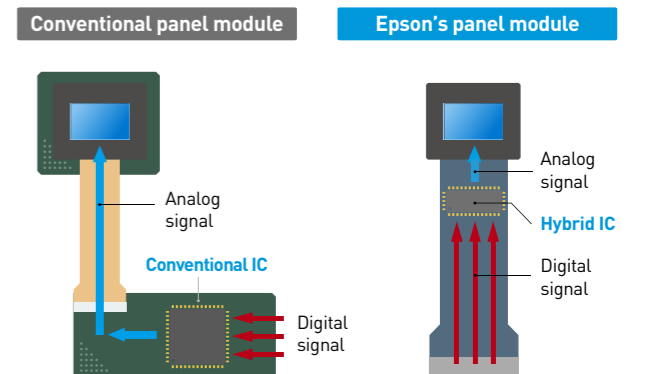 Conventional panel module
Epson’s panel module
Analog
signal
Conventional IC
Digital
signal
Analog
signal
Hybrid IC
Digital
signal